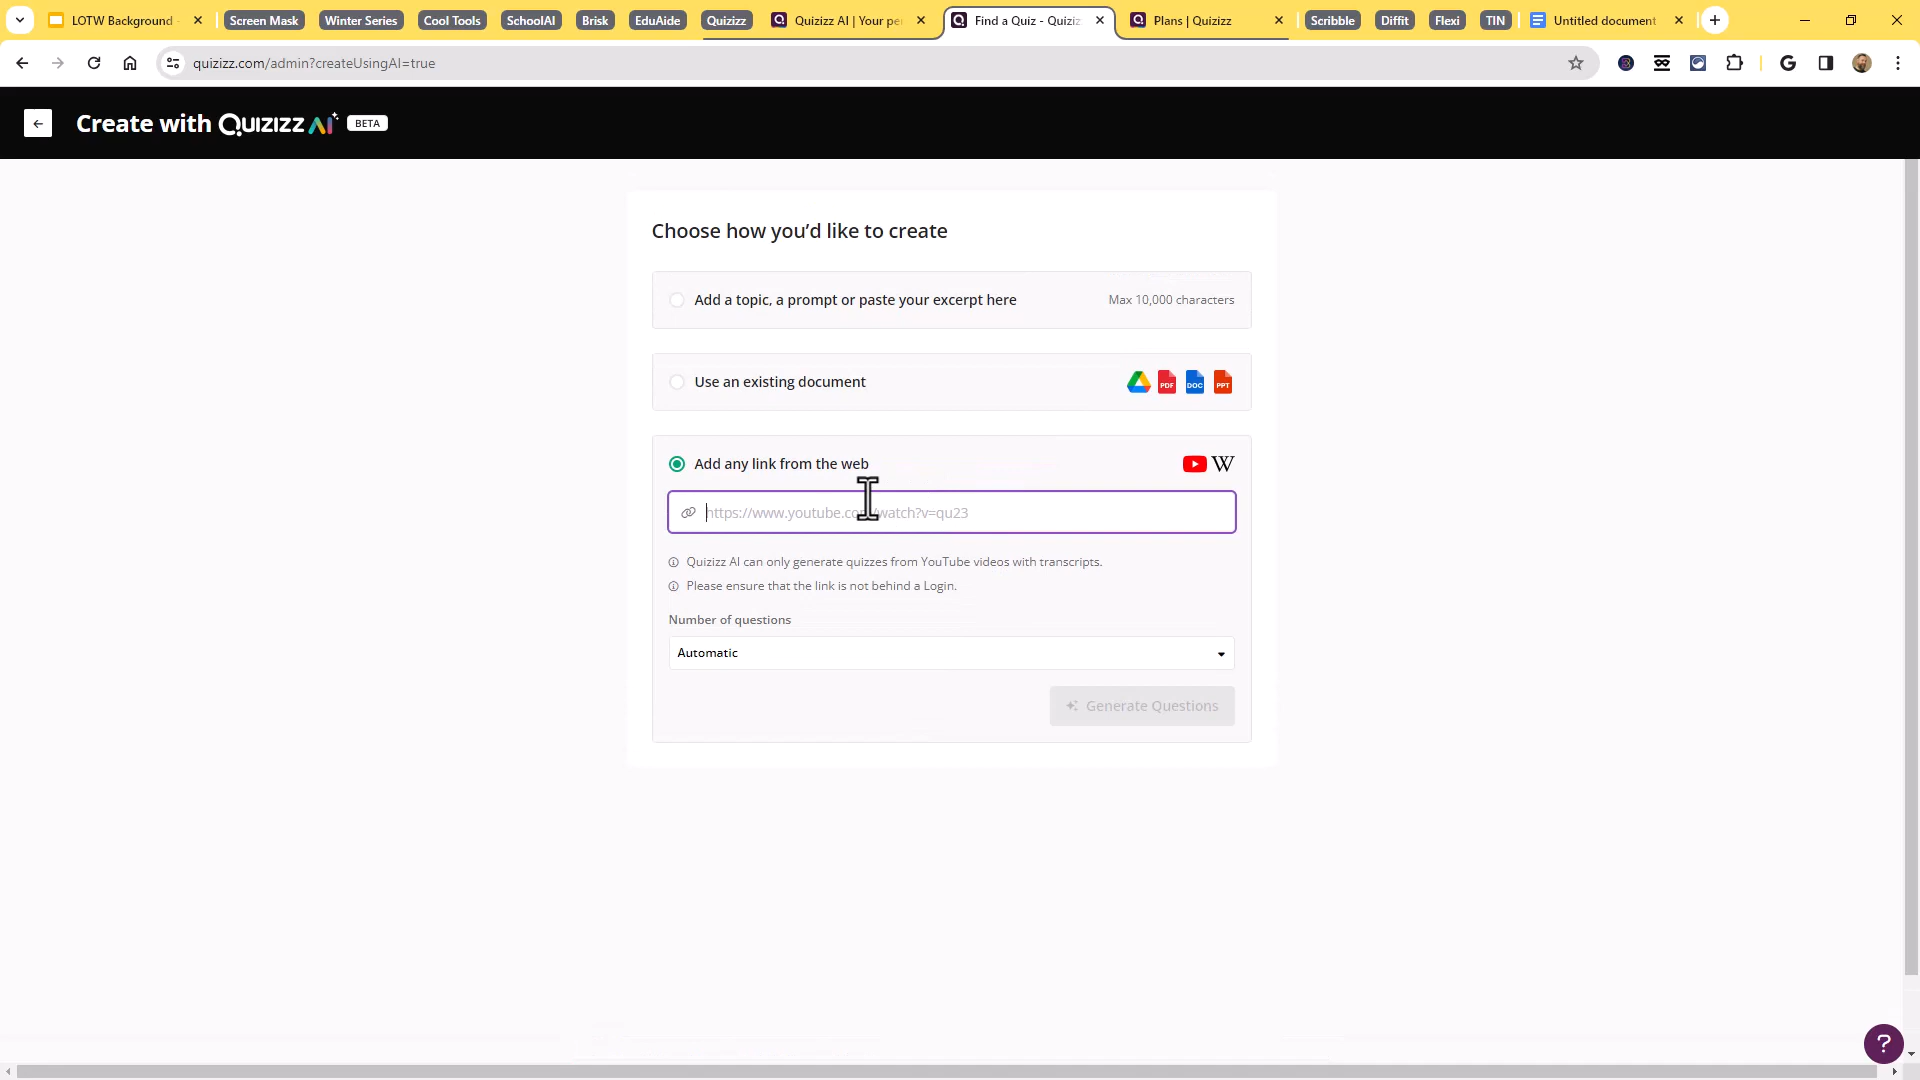 LOTW Background
Screen Mask
Winter Series
Cool Tools
SchoolAI
Brisk
EduAide
Quizizz
Quizizz AI | Your pe
Find a Quiz - Quiziz
Plans | Quizizz
Scribble
Diffit
Flexi
TIN
Untitled document
quizizz.com/admin?createUsingAI=true
Create with QUIZIZZ AI BETA
Choose how you’d like to create
Add a topic, a prompt or paste your excerpt here
Max 10,000 characters
Use an existing document
PDF
DOC
PPT
Add any link from the web
W
https://www.youtube.co /watch?v=qu23
Quizizz AI can only generate quizzes from YouTube videos with transcripts.
Please ensure that the link is not behind a Login.
Number of questions
Automatic
Generate Questions
?